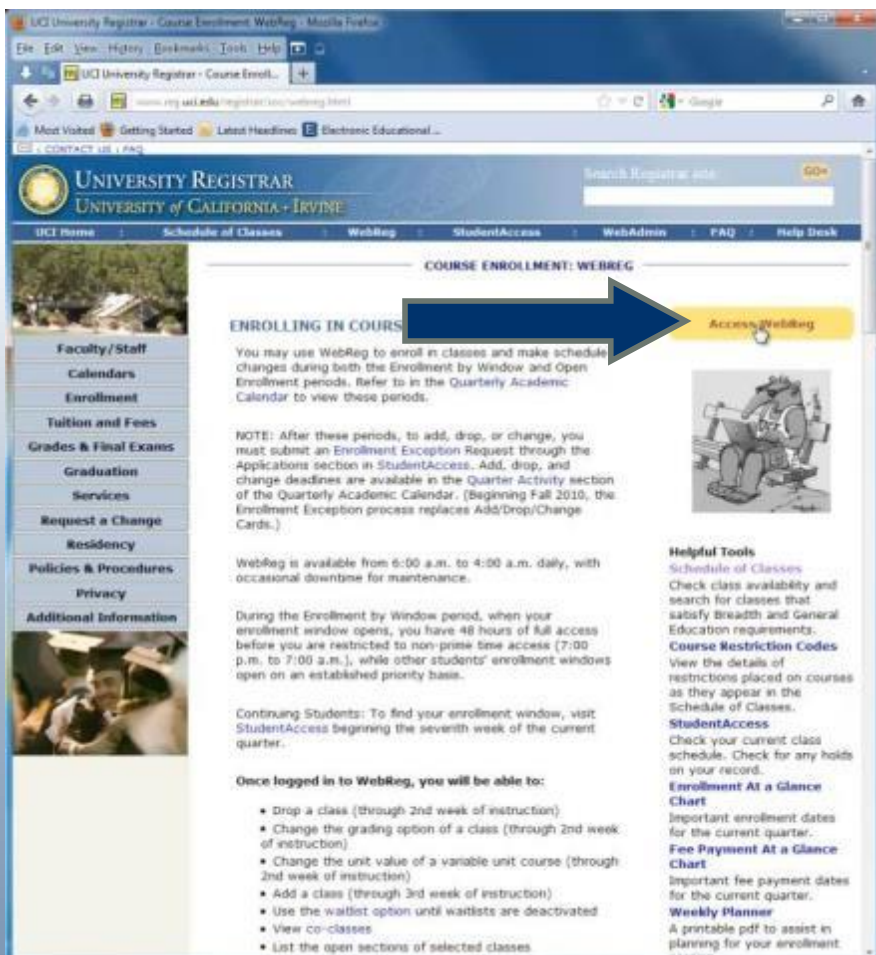 UCI University Registrar - Course Enrollment: WebReg - Mozilla Firefox
File Edit View History Bookmarks Tools Help
UCI University Registrar - Course Enroll...
www.reg.uci.edu/registrar/soc/webreg.html
Google
Most Visited Getting Started Latest Headlines Electronic Educational ...
CONTACT US | FAQ
UNIVERSITY REGISTRAR
UNIVERSITY of CALIFORNIA · IRVINE
Search Registrar site:
GO»
UCI Home : Schedule of Classes : WebReg : StudentAccess : WebAdmin : FAQ : Help Desk
COURSE ENROLLMENT: WEBREG
Faculty/Staff
Calendars
Enrollment
Tuition and Fees
Grades & Final Exams
Graduation
Services
Request a Change
Residency
Policies & Procedures
Privacy
Additional Information
ENROLLING IN COURS
You may use WebReg to enroll in classes and make schedule
changes during both the Enrollment by Window and Open
Enrollment periods. Refer to in the Quarterly Academic
Calendar to view these periods.
NOTE: After these periods, to add, drop, or change, you
must submit an Enrollment Exception Request through the
Applications section in StudentAccess. Add, drop, and
change deadlines are available in the Quarter Activity section
of the Quarterly Academic Calendar. (Beginning Fall 2010, the
Enrollment Exception process replaces Add/Drop/Change
Cards.)
WebReg is available from 6:00 a.m. to 4:00 a.m. daily, with
occasional downtime for maintenance.
During the Enrollment by Window period, when your
enrollment window opens, you have 48 hours of full access
before you are restricted to non-prime time access (7:00
p.m. to 7:00 a.m.), while other students' enrollment windows
open on an established priority basis.
Continuing Students: To find your enrollment window, visit
StudentAccess beginning the seventh week of the current
quarter.
Once logged in to WebReg, you will be able to:
• Drop a class (through 2nd week of instruction)
• Change the grading option of a class (through 2nd week
of instruction)
• Change the unit value of a variable unit course (through
2nd week of instruction)
• Add a class (through 3rd week of instruction)
• Use the waitlist option until waitlists are deactivated
• View co-classes
• List the open sections of selected classes
Access WebReg
Helpful Tools
Schedule of Classes
Check class availability and
search for classes that
satisfy Breadth and General
Education requirements.
Course Restriction Codes
View the details of
restrictions placed on courses
as they appear in the
Schedule of Classes.
StudentAccess
Check your current class
schedule. Check for any holds
on your record.
Enrollment At a Glance
Chart
Important enrollment dates
for the current quarter.
Fee Payment At a Glance
Chart
Important fee payment dates
for the current quarter.
Weekly Planner
A printable pdf to assist in
planning for your enrollment